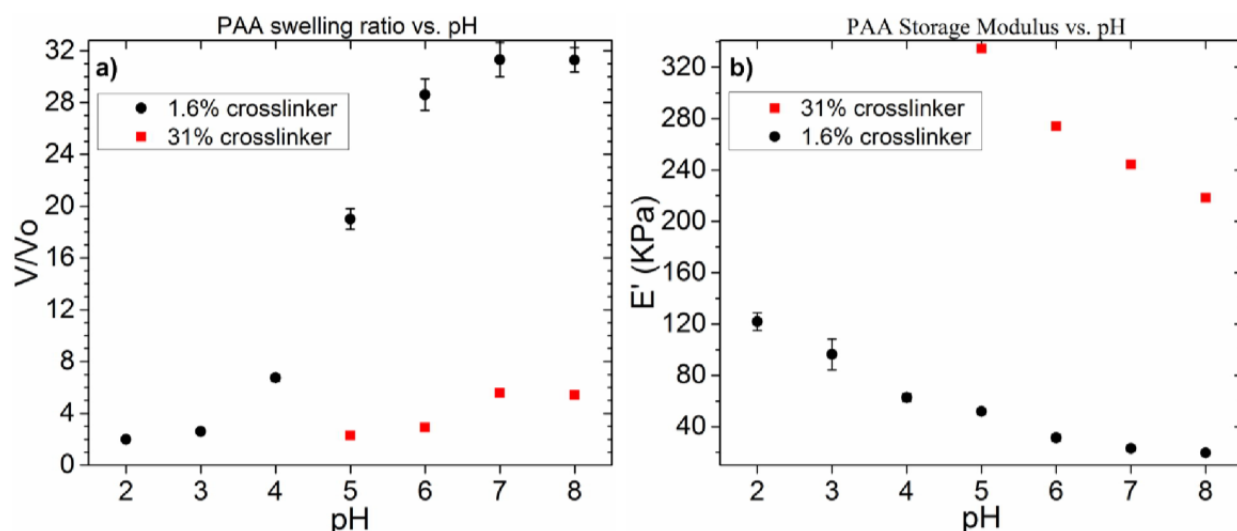 PAA swelling ratio vs. pH
a)
1.6% crosslinker
31% crosslinker
32
28
24
20
16
12
8
4
0
V/Vo
2 3 4 5 6 7 8
pH
PAA Storage Modulus vs. pH
b)
31% crosslinker
1.6% crosslinker
320
280
240
200
160
120
80
40
E' (KPa)
2 3 4 5 6 7 8
pH